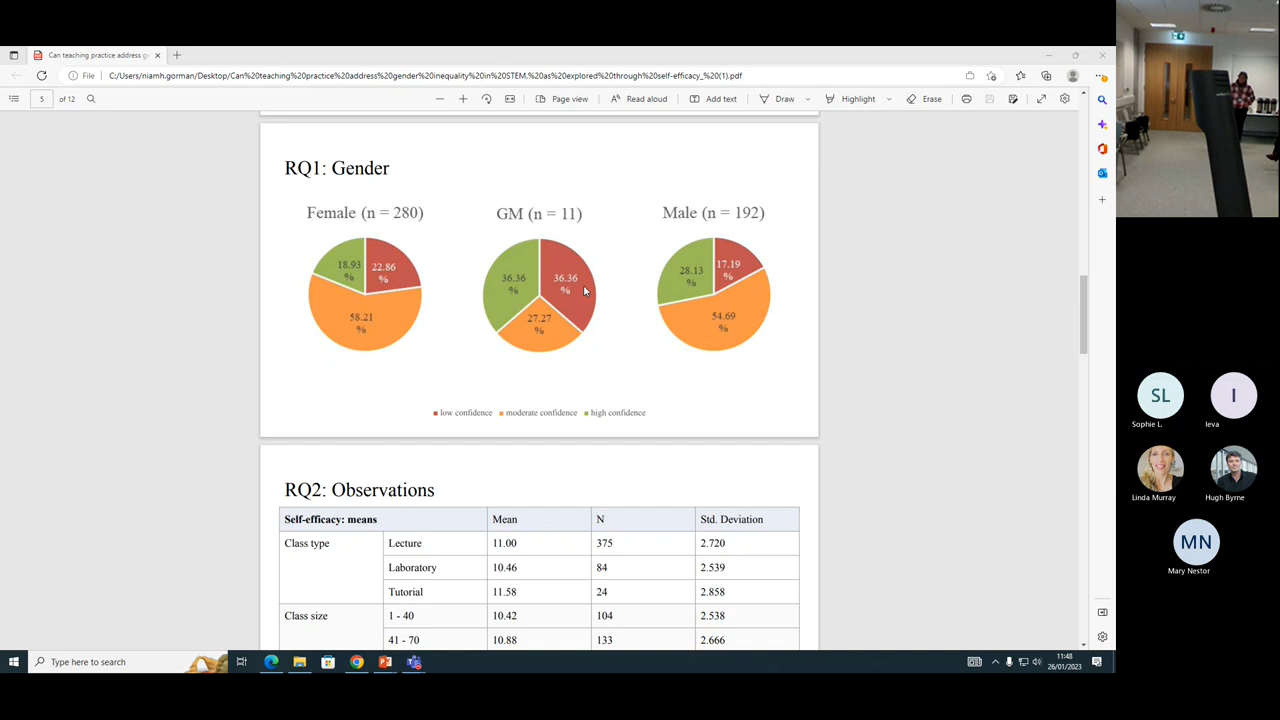 Can teaching practice address g
File
C:/Users/niamh.gorman/Desktop/Can%20teaching%20practice%20address%20gender%20inequality%20in%20STEM,%20as%20explored%20through%20self-efficacy_%20(1).pdf
5 of 12
Page view
Read aloud
Add text
Draw
Highlight
Erase
RQ1: Gender
Female (n = 280)
GM (n = 11)
Male (n = 192)
18.93 %
22.86 %
58.21 %
36.36 %
36.36 %
27.27 %
28.13 %
17.19 %
54.69 %
low confidence moderate confidence high confidence
RQ2: Observations
Self-efficacy: means Mean N Std. Deviation
Class type Lecture 11.00 375 2.720
Laboratory 10.46 84 2.539
Tutorial 11.58 24 2.858
Class size 1 - 40 10.42 104 2.538
41 - 70 10.88 133 2.666
Type here to search
11:48
26/01/2023
SL
Sophie L.
I
Ieva
Linda Murray
Hugh Byrne
MN
Mary Nestor